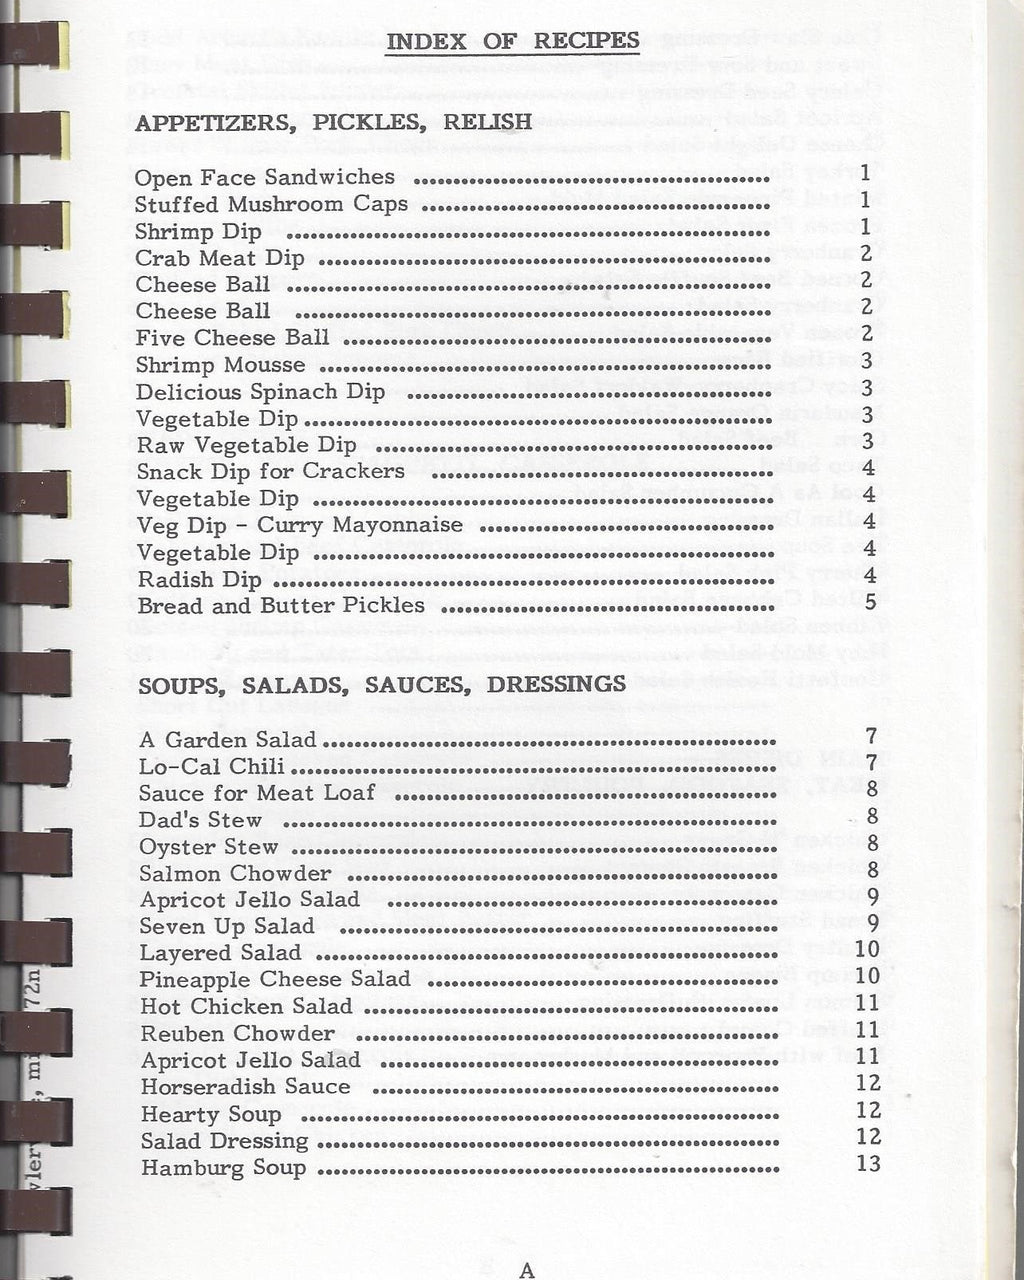 INDEX OF RECIPES
APPETIZERS, PICKLES, RELISH
Open Face Sandwiches ............................................. 1
Stuffed Mushroom Caps ............................................ 1
Shrimp Dip ............................................................. 1
Crab Meat Dip ......................................................... 2
Cheese Ball ............................................................. 2
Cheese Ball ............................................................ 2
Five Cheese Ball ...................................................... 2
Shrimp Mousse ......................................................... 3
Delicious Spinach Dip .............................................. 3
Vegetable Dip ........................................................... 3
Raw Vegetable Dip .................................................... 3
Snack Dip for Crackers ........................................... 4
Vegetable Dip .......................................................... 4
Veg Dip - Curry Mayonnaise ..................................... 4
Vegetable Dip .......................................................... 4
Radish Dip ............................................................... 4
Bread and Butter Pickles .......................................... 5
SOUPS, SALADS, SAUCES, DRESSINGS
A Garden Salad ......................................................... 7
Lo-Cal Chili ............................................................. 7
Sauce for Meat Loaf ................................................ 8
Dad's Stew .............................................................. 8
Oyster Stew ............................................................. 8
Salmon Chowder ...................................................... 8
Apricot Jello Salad .................................................. 9
Seven Up Salad ....................................................... 9
Layered Salad .......................................................... 10
Pineapple Cheese Salad ............................................ 10
Hot Chicken Salad .................................................... 11
Reuben Chowder ....................................................... 11
Apricot Jello Salad .................................................. 11
Horseradish Sauce ................................................... 12
Hearty Soup ............................................................ 12
Salad Dressing .......................................................... 12
Hamburg Soup .......................................................... 13
A